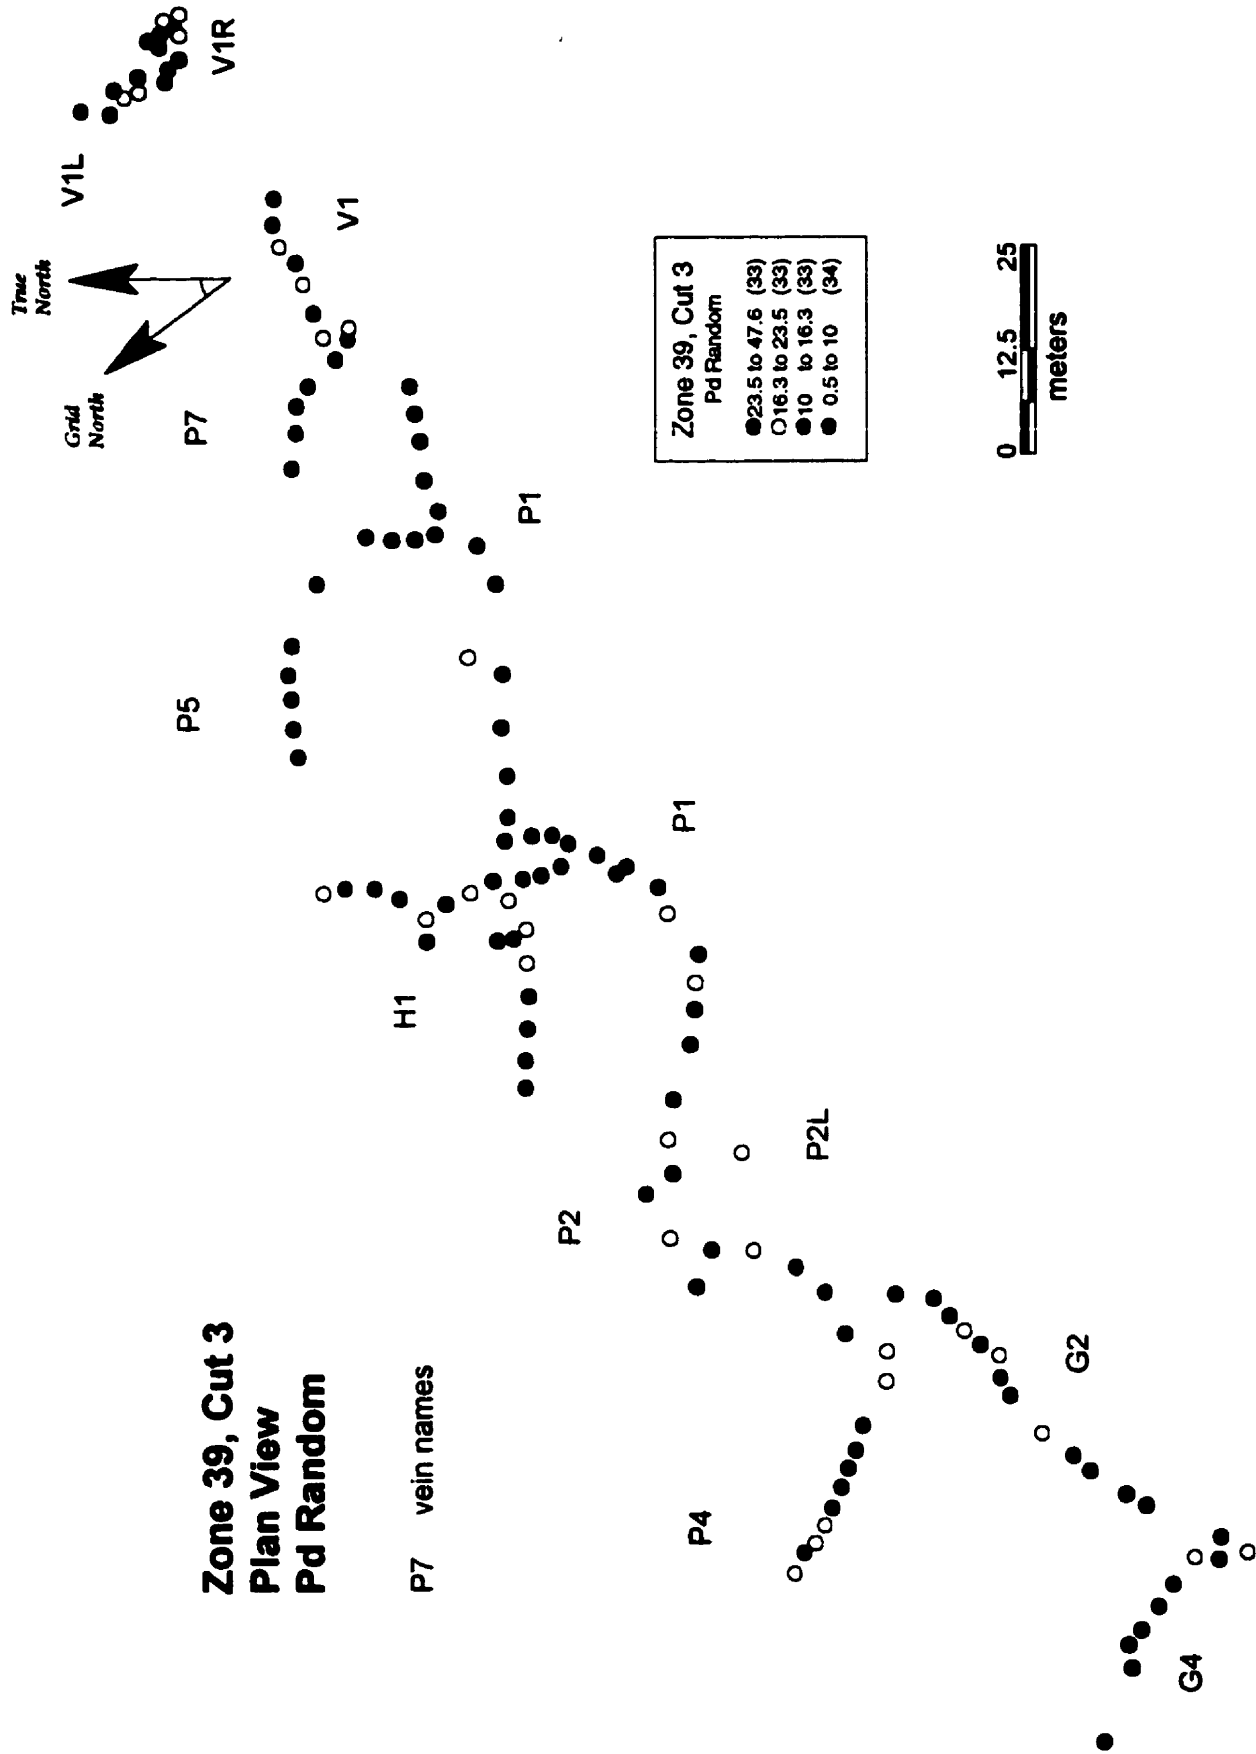 Zone 39, Cut 3
Plan View
Pd Random
P7 vein names
True
North
Grid
North
V1L
V1R
V1
P7
P5
P1
H1
P1
P2
P2L
P4
G2
G4
Zone 39, Cut 3
Pd Random
23.5 to 47.6 (33)
16.3 to 23.5 (33)
10 to 16.3 (33)
0.5 to 10 (34)
0 12.5 25
meters